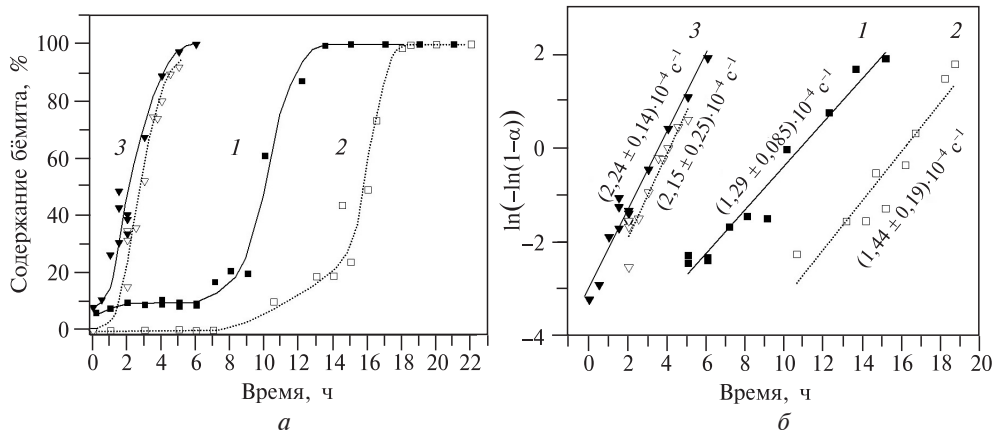 100
80
60
40
20
0
Содержание бёмита, %
3
1
2
0 2 4 6 8 10 12 14 16 18 20 22
Время, ч
а
2
0
−2
−4
ln(−ln(1−α))
3
1
2
(2,24 ± 0,14)·10⁻⁴ с⁻¹
(2,15 ± 0,25)·10⁻⁴ с⁻¹
(1,29 ± 0,085)·10⁻⁴ с⁻¹
(1,44 ± 0,19)·10⁻⁴ с⁻¹
0 2 4 6 8 10 12 14 16 18 20
Время, ч
б